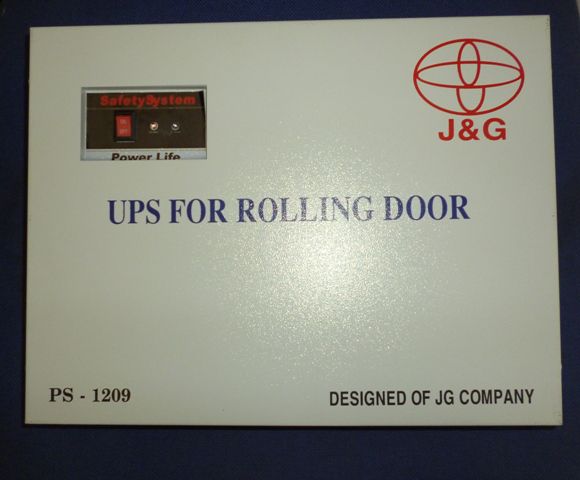 SafetySystem
Power Life
J&G
UPS FOR ROLLING DOOR
PS - 1209
DESIGNED OF JG COMPANY